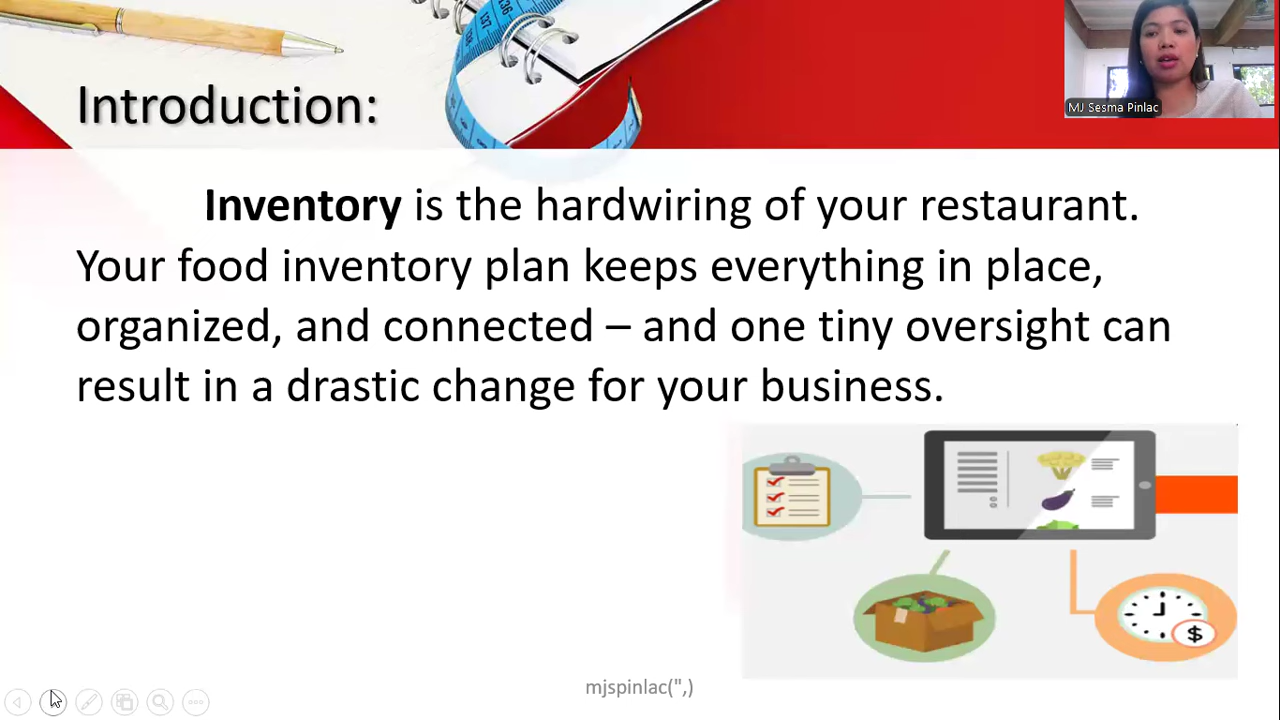 MJ Sesma Pinlac
Introduction:
Inventory is the hardwiring of your restaurant.
Your food inventory plan keeps everything in place,
organized, and connected – and one tiny oversight can
result in a drastic change for your business.
$
mjspinlac(",)